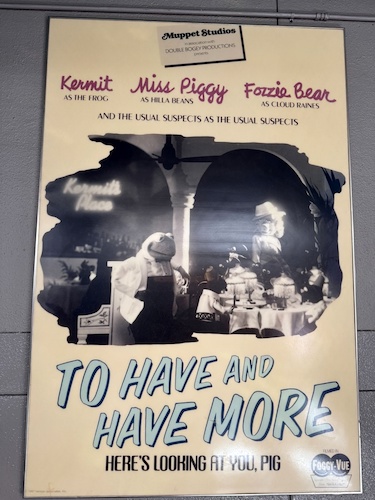 Muppet Studios
DOUBLE BOGEY PRODUCTIONS
Kermit Miss Piggy Fozzie Bear
AS THE FROG AS HILLA BEANS AS CLOUD RAINES
AND THE USUAL SUSPECTS AS THE USUAL SUSPECTS
Kermit's
Place
TO HAVE AND
HAVE MORE
HERE'S LOOKING AT YOU, PIG
FOGGY-VUE